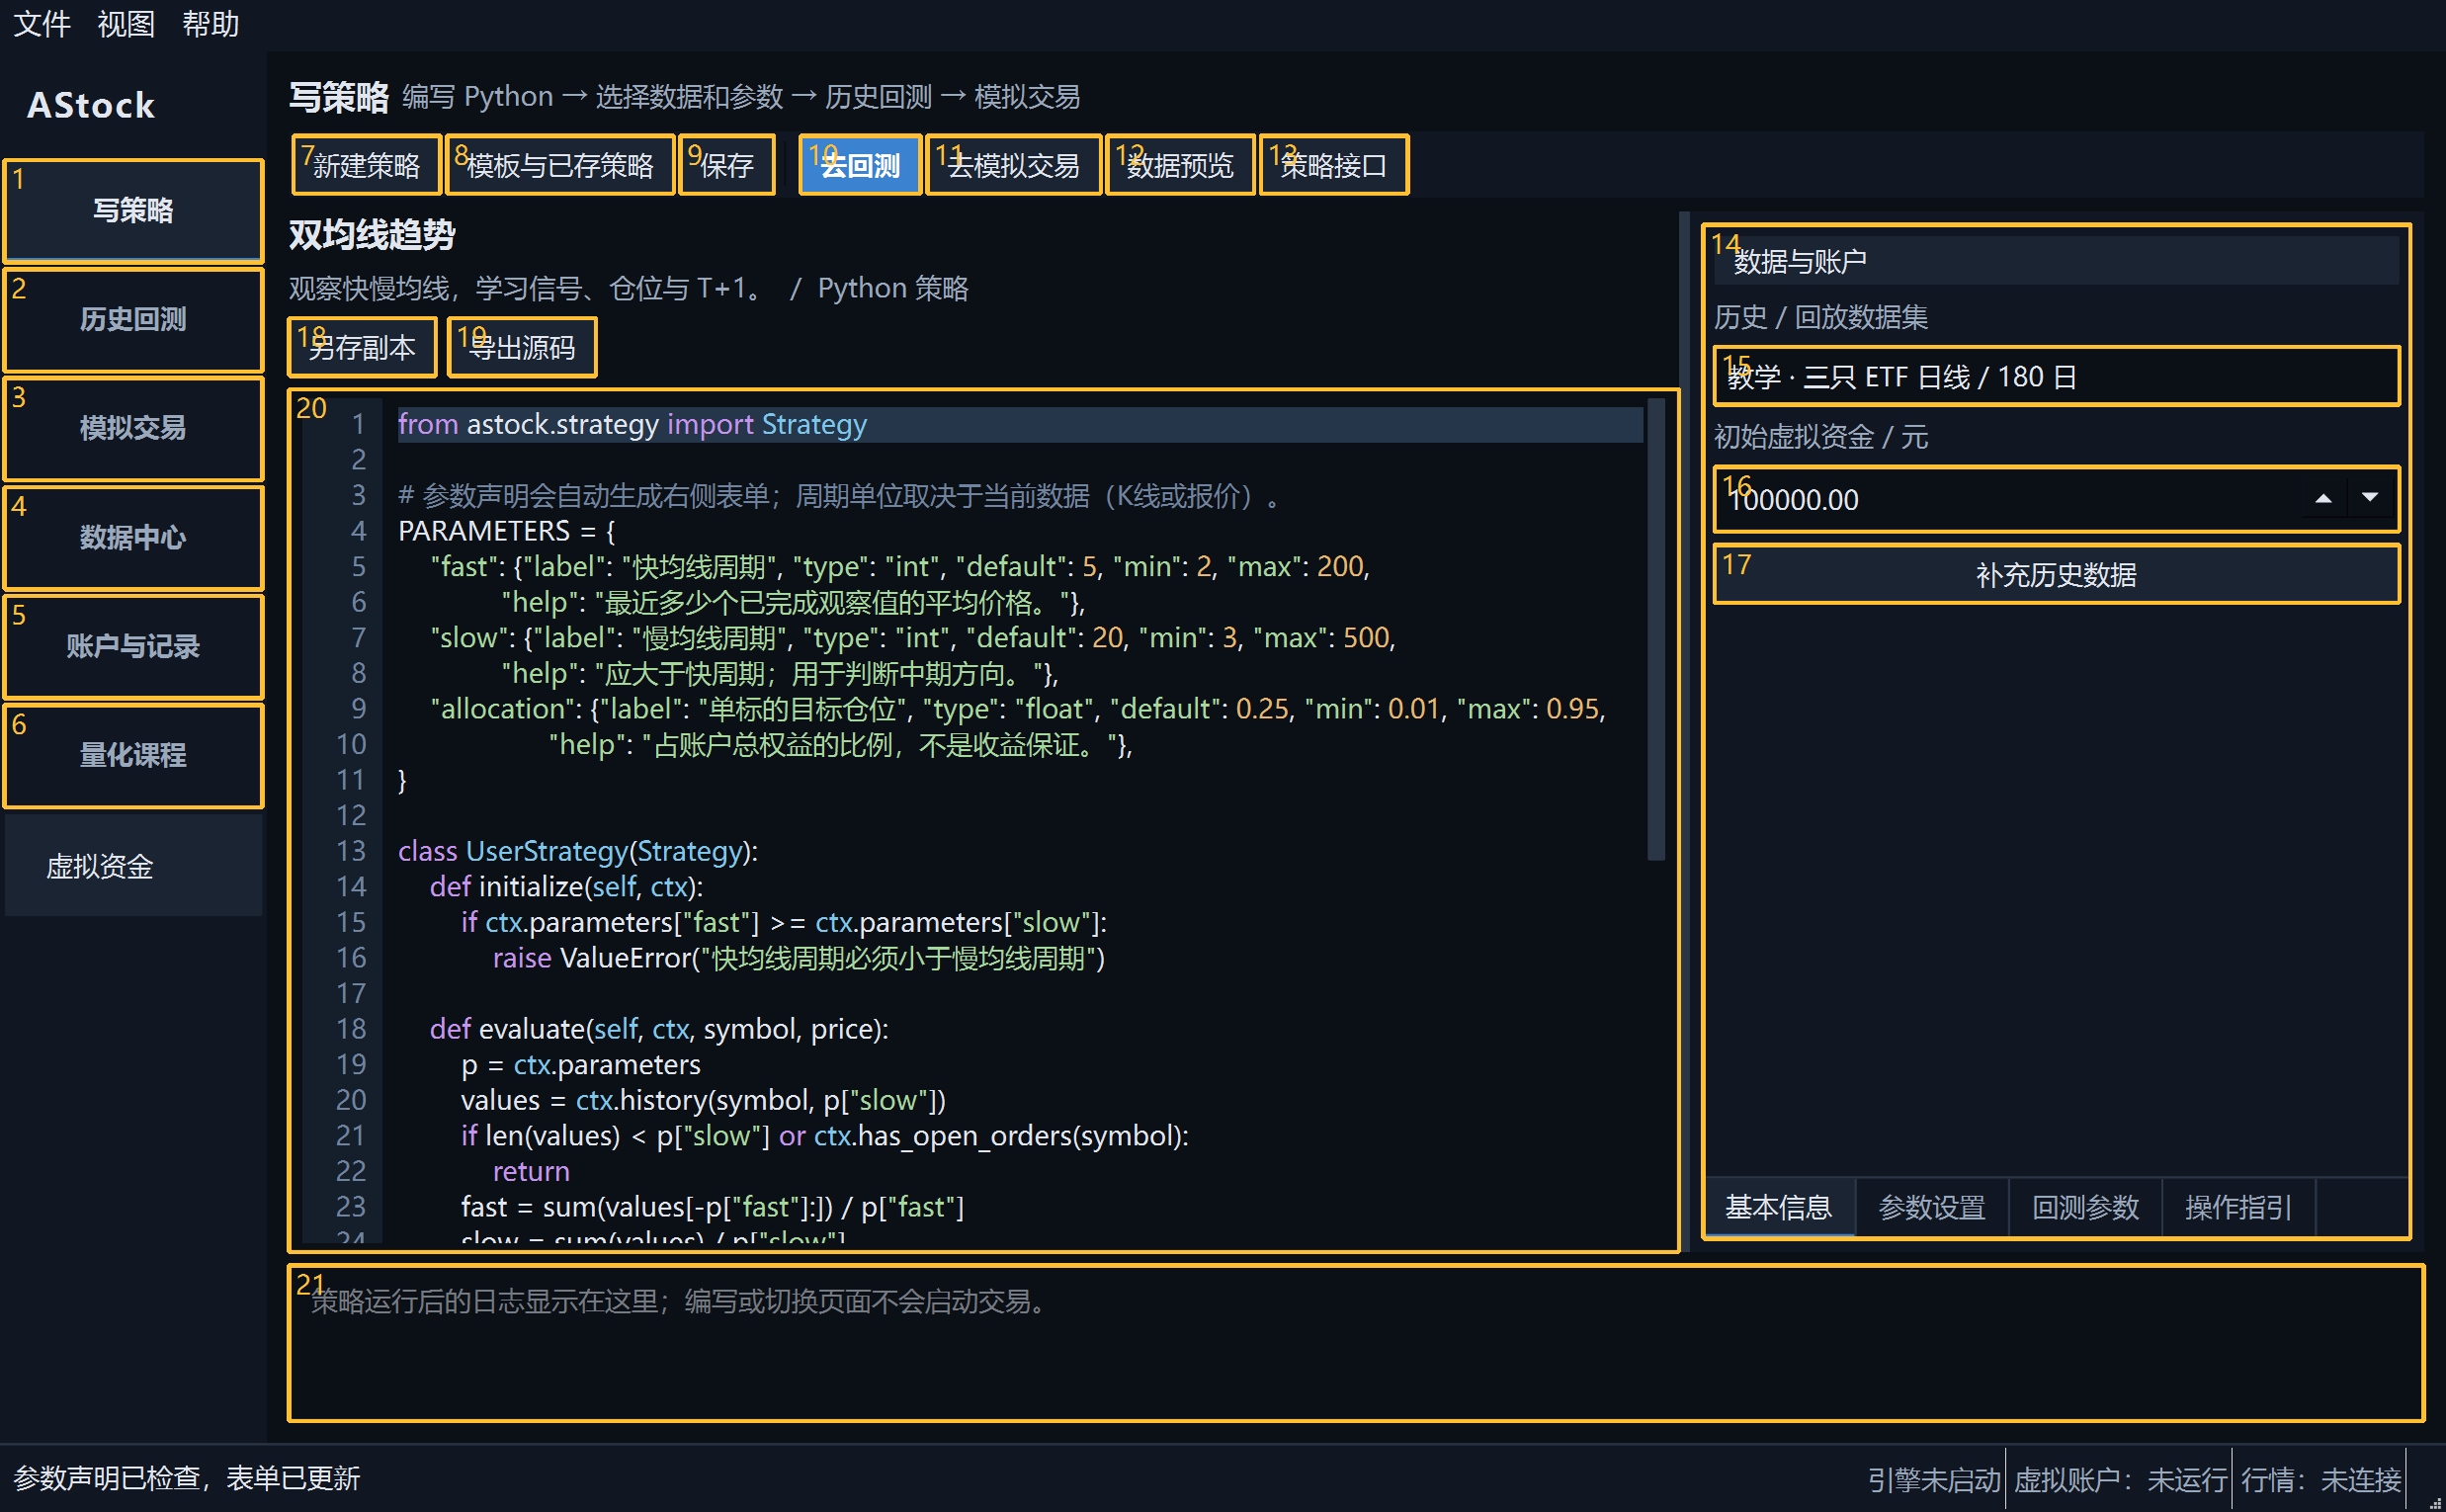 文件 视图 帮助
AStock
1 写策略
2 历史回测
3 模拟交易
4 数据中心
5 账户与记录
6 量化课程
虚拟资金
写策略 编写 Python → 选择数据和参数 → 历史回测 → 模拟交易
7 新建策略 8 模板与已存策略 9 保存 10 去回测 11 去模拟交易 12 数据预览 13 策略接口
双均线趋势
观察快慢均线，学习信号、仓位与 T+1。 / Python 策略
18 另存副本 19 导出源码
20
1 from astock.strategy import Strategy
2
3 # 参数声明会自动生成右侧表单；周期单位取决于当前数据（K线或报价）。
4 PARAMETERS = {
5 "fast": {"label": "快均线周期", "type": "int", "default": 5, "min": 2, "max": 200,
6 "help": "最近多少个已完成观察值的平均价格。"},
7 "slow": {"label": "慢均线周期", "type": "int", "default": 20, "min": 3, "max": 500,
8 "help": "应大于快周期；用于判断中期方向。"},
9 "allocation": {"label": "单标的目标仓位", "type": "float", "default": 0.25, "min": 0.01, "max": 0.95,
10 "help": "占账户总权益的比例，不是收益保证。"},
11 }
12
13 class UserStrategy(Strategy):
14 def initialize(self, ctx):
15 if ctx.parameters["fast"] >= ctx.parameters["slow"]:
16 raise ValueError("快均线周期必须小于慢均线周期")
17
18 def evaluate(self, ctx, symbol, price):
19 p = ctx.parameters
20 values = ctx.history(symbol, p["slow"])
21 if len(values) < p["slow"] or ctx.has_open_orders(symbol):
22 return
23 fast = sum(values[-p["fast"]:]) / p["fast"]
24 slow = sum(values) / p["slow"]
14 数据与账户
历史 / 回放数据集
15 教学 · 三只 ETF 日线 / 180 日
初始虚拟资金 / 元
16 100000.00
17 补充历史数据
基本信息 参数设置 回测参数 操作指引
21 策略运行后的日志显示在这里；编写或切换页面不会启动交易。
参数声明已检查，表单已更新
引擎未启动 虚拟账户：未运行 行情：未连接